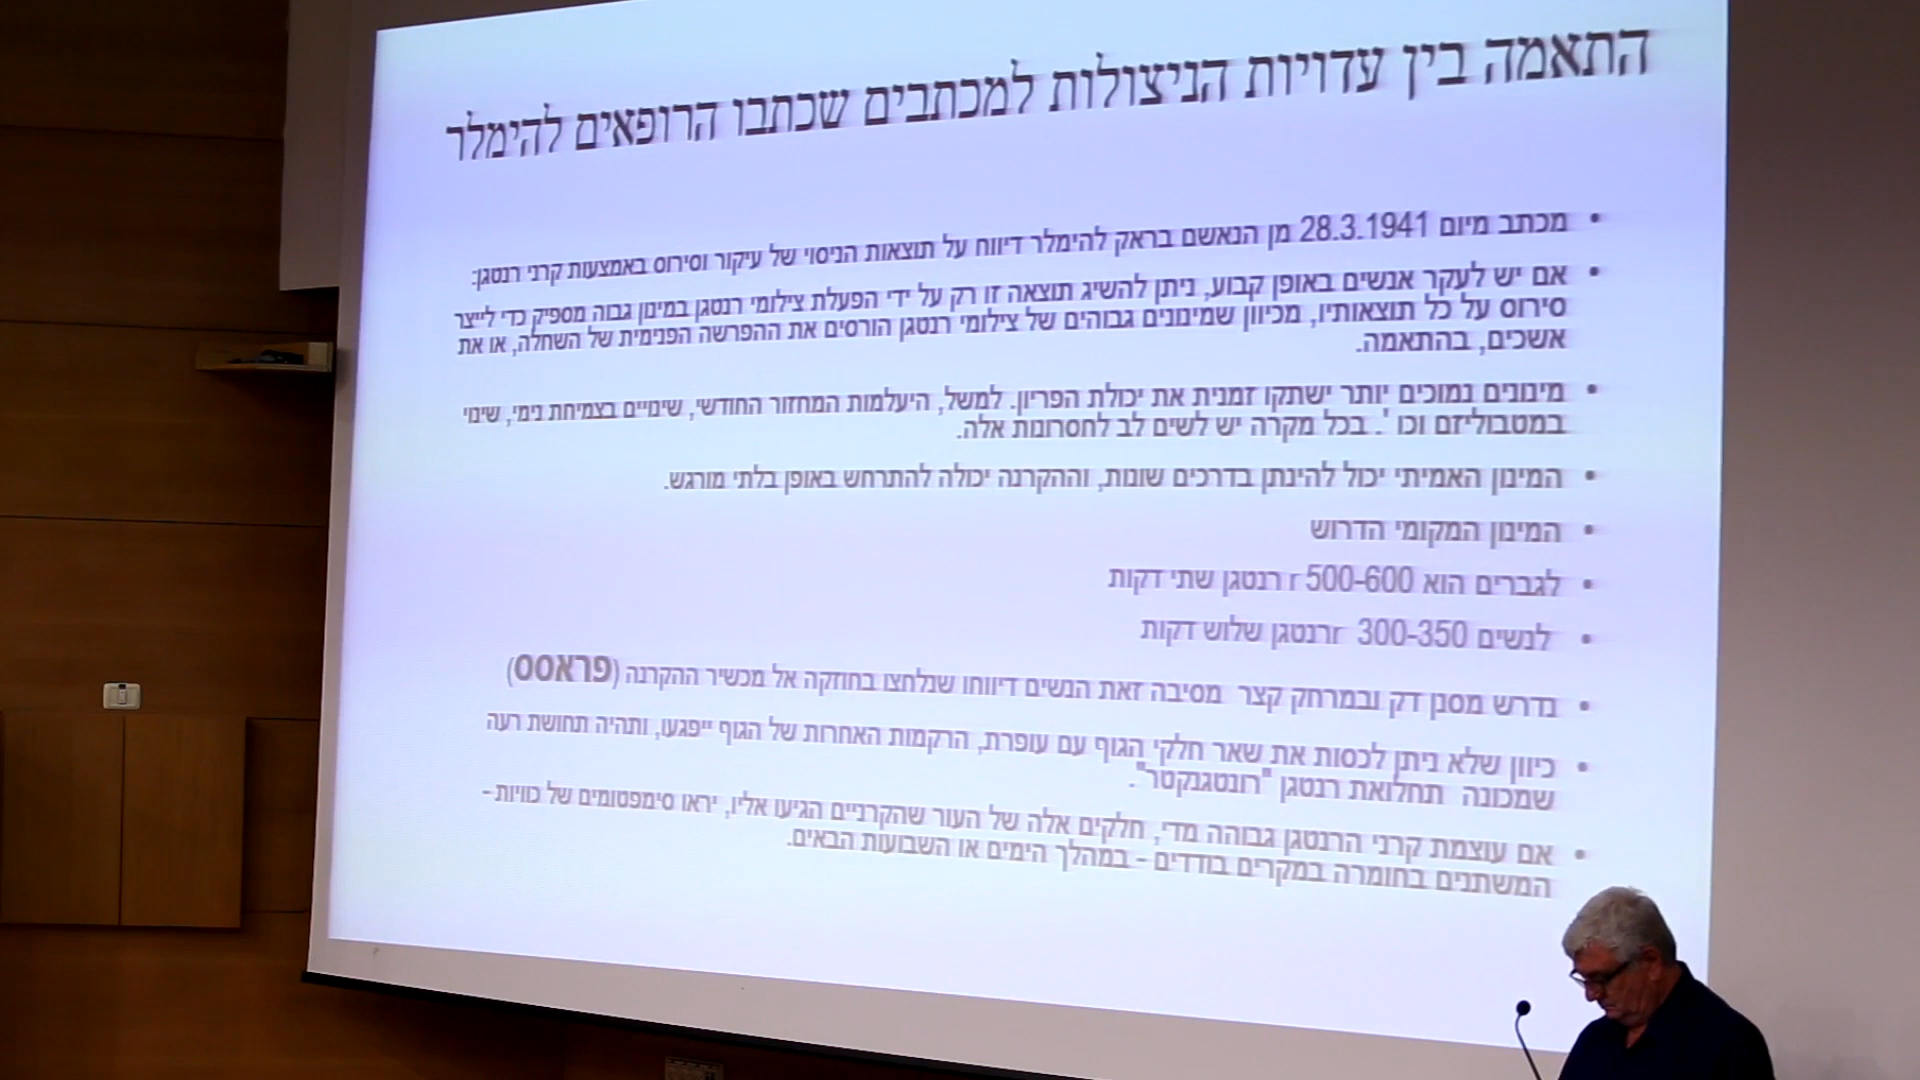 התאמה בין עדויות הניצולות למכתבים שכתבו הרופאים להימלר
• מכתב מיום 28.3.1941 מן הנאשם בראק להימלר דיווח על תוצאות הניסוי של עיקור וסירוס באמצעות קרני רנטגן:
• אם יש לעקר אנשים באופן קבוע, ניתן להשיג תוצאה זו רק על ידי הפעלת צילומי רנטגן במינון גבוה מספיק כדי לייצר
סירוס על כל תוצאותיו, מכיוון שמינונים גבוהים של צילומי רנטגן הורסים את ההפרשה הפנימית של השחלה, או את
אשכים, בהתאמה.
• מינונים נמוכים יותר ישתקו זמנית את יכולת הפריון. למשל, היעלמות המחזור החודשי, שינויים בצמיחת נימי, שינוי
במטבוליזם וכו '. בכל מקרה יש לשים לב לחסרונות אלה.
• המינון האמיתי יכול להינתן בדרכים שונות, וההקרנה יכולה להתרחש באופן בלתי מורגש.
• המינון המקומי הדרוש
• לגברים הוא 500-600 r רנטגן שתי דקות
• לנשים 300-350 rרנטגן שלוש דקות
• נדרש מסנן דק ובמרחק קצר מסיבה זאת הנשים דיווחו שנלחצו בחוזקה אל מכשיר ההקרנה (פראסס)
• כיוון שלא ניתן לכסות את שאר חלקי הגוף עם עופרת, הרקמות האחרות של הגוף ייפגעו, ותהיה תחושת רעה
שמכונה תחלואת רנטגן "רונטגנקטר".
• אם עוצמת קרני הרנטגן גבוהה מדי, חלקים אלה של העור שהקרניים הגיעו אליו, יראו סימפטומים של כוויות -
המשתנים בחומרה במקרים בודדים - במהלך הימים או השבועות הבאים.